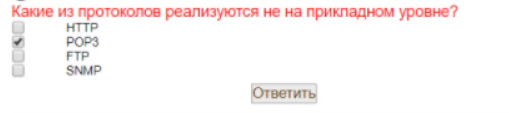 Какие из протоколов реализуются не на прикладном уровне?
HTTP
POP3
FTP
SNMP
Ответить